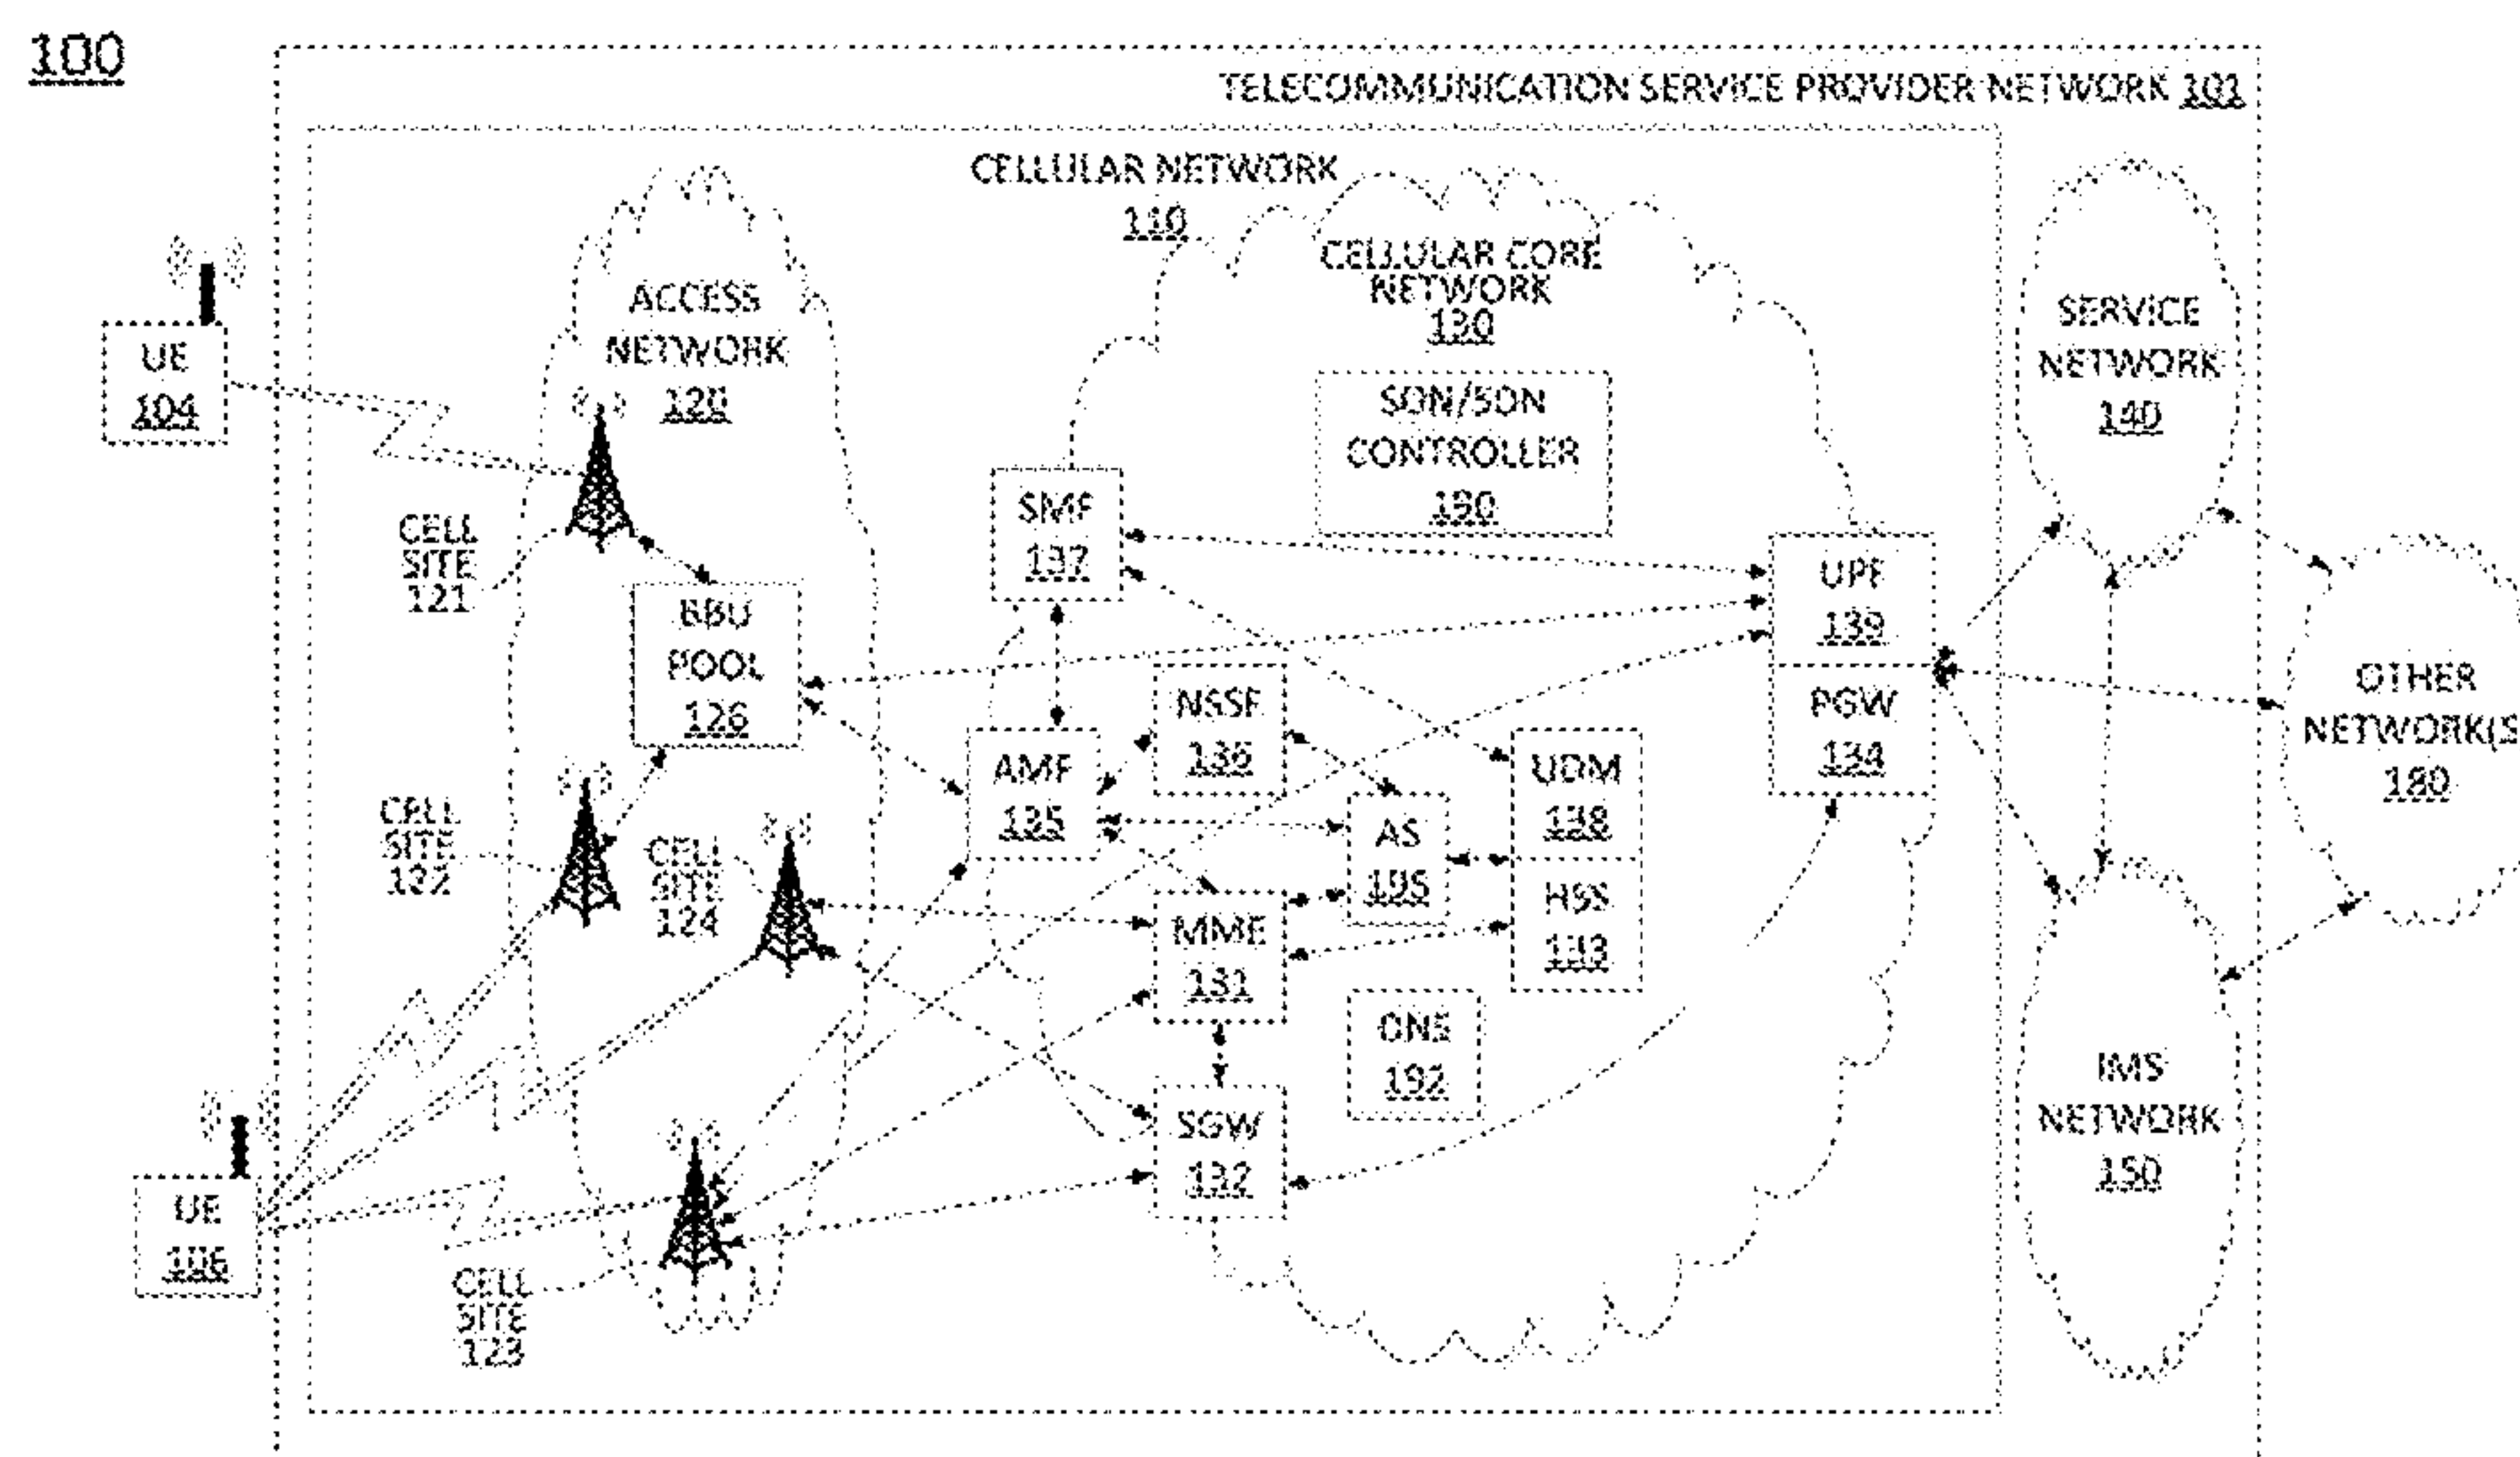 100
TELECOMMUNICATION SERVICE PROVIDER NETWORK 101
CELLULAR NETWORK
110
CELLULAR CORE
NETWORK
130
ACCESS
NETWORK
120
SERVICE
NETWORK
140
UE
104
SDN/SON
CONTROLLER
190
SMF
137
CELL
SITE
121
UPF
139
BBU
POOL
126
NSSF
136
PGW
134
OTHER
NETWORK(S
180
AMF
135
UDM
138
CELL
SITE
122
AS
195
CELL
SITE
124
HSS
133
MME
131
DNS
192
IMS
NETWORK
150
SGW
132
UE
106
CELL
SITE
123